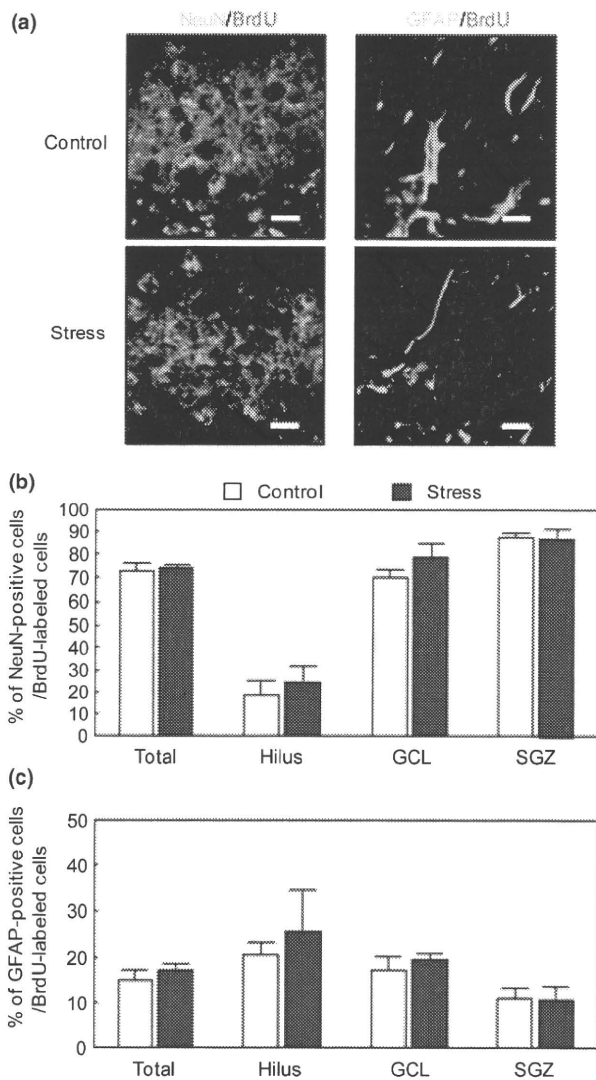 (a)
NeuN/BrdU
GFAP/BrdU
Control
Stress
(b)
Control
Stress
% of NeuN-positive cells
/BrdU-labeled cells
100
90
80
70
60
50
40
30
20
10
0
Total
Hilus
GCL
SGZ
(c)
% of GFAP-positive cells
/BrdU-labeled cells
50
40
30
20
10
0
Total
Hilus
GCL
SGZ